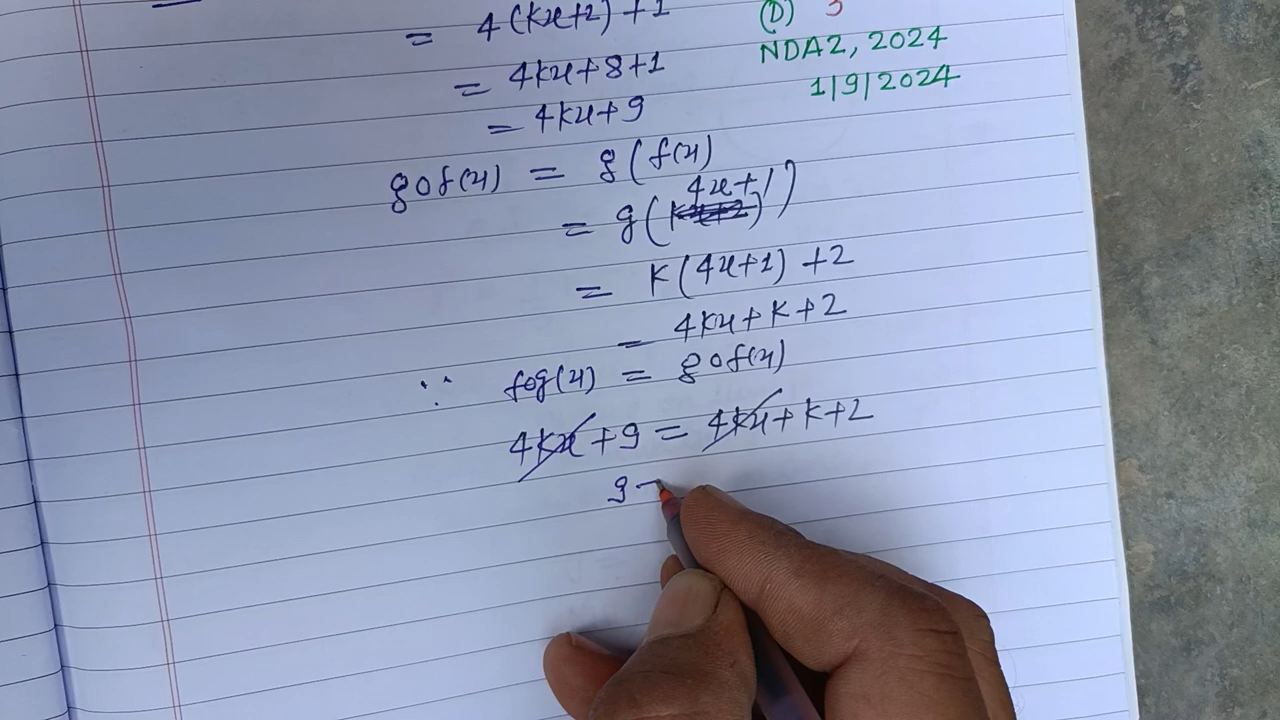 = 4(kx+2)+1
= 4kx+8+1
= 4kx+9
(D) 3
NDA2, 2024
1/9/2024
gof(x) = g(f(x)
= g(4x+1)
= k(4x+1)+2
= 4kx+k+2
∵ fog(x) = gof(x)
4kx+9 = 4kx+k+2
9 -